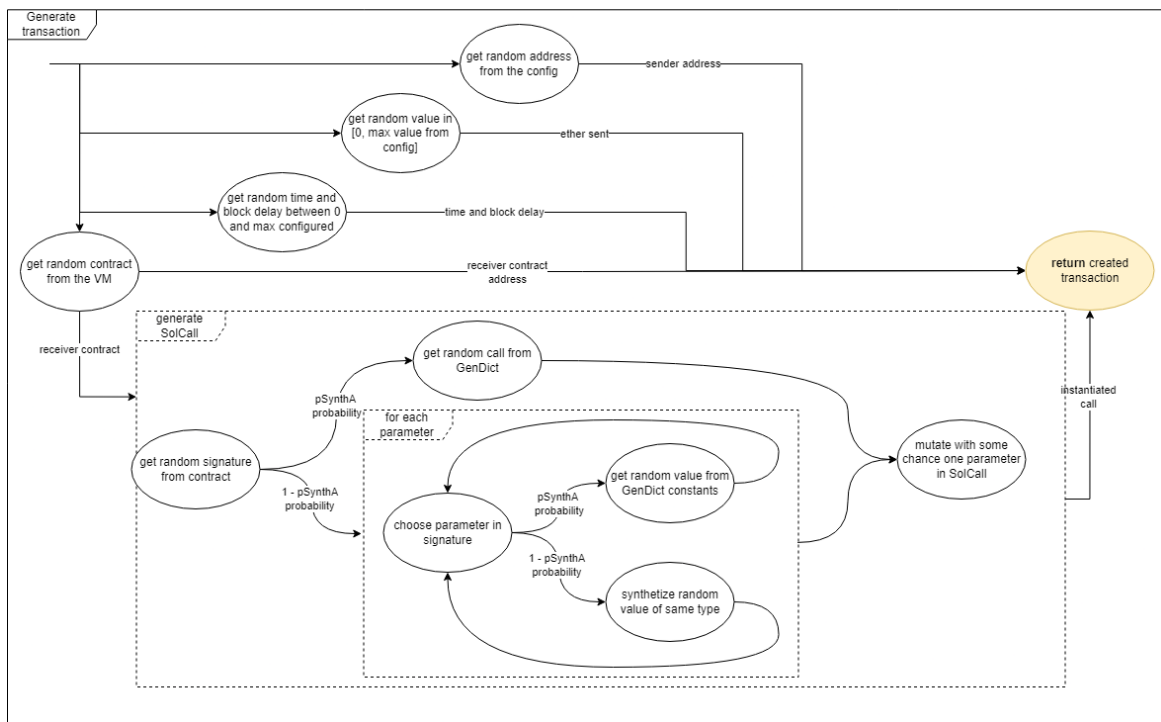 Generate
transaction
get random address
from the config
sender address
get random value in
[0, max value from
config]
ether sent
get random time and
block delay between 0
and max configured
time and block delay
get random contract
from the VM
receiver contract
address
return created
transaction
generate
SolCall
receiver contract
get random call from
GenDict
pSynthA
probability
instantiated
call
for each
parameter
get random signature
from contract
mutate with some
chance one parameter
in SolCall
get random value from
GenDict constants
1 - pSynthA
probability
pSynthA
probability
choose parameter in
signature
1 - pSynthA
probability
synthetize random
value of same type